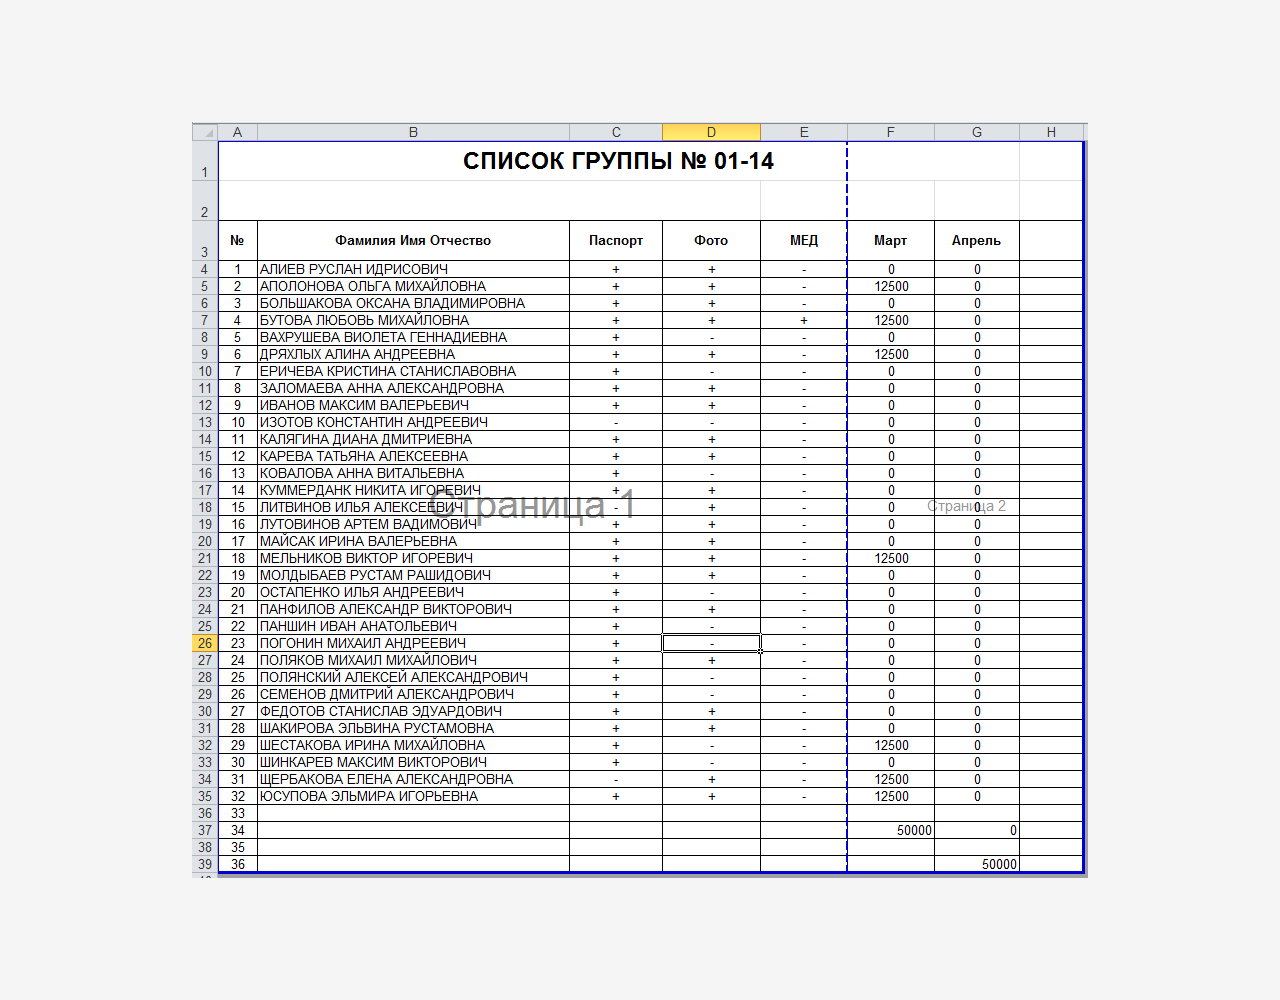 A B C D E F G H
1 СПИСОК ГРУППЫ № 01-14
2
3 № Фамилия Имя Отчество Паспорт Фото МЕД Март Апрель
4 1 АЛИЕВ РУСЛАН ИДРИСОВИЧ + + - 0 0
5 2 АПОЛОНОВА ОЛЬГА МИХАЙЛОВНА + + - 12500 0
6 3 БОЛЬШАКОВА ОКСАНА ВЛАДИМИРОВНА + + - 0 0
7 4 БУТОВА ЛЮБОВЬ МИХАЙЛОВНА + + + 12500 0
8 5 ВАХРУШЕВА ВИОЛЕТА ГЕННАДИЕВНА + - - 0 0
9 6 ДРЯХЛЫХ АЛИНА АНДРЕЕВНА + + - 12500 0
10 7 ЕРИЧЕВА КРИСТИНА СТАНИСЛАВОВНА + - - 0 0
11 8 ЗАЛОМАЕВА АННА АЛЕКСАНДРОВНА + + - 0 0
12 9 ИВАНОВ МАКСИМ ВАЛЕРЬЕВИЧ + + - 0 0
13 10 ИЗОТОВ КОНСТАНТИН АНДРЕЕВИЧ - - - 0 0
14 11 КАЛЯГИНА ДИАНА ДМИТРИЕВНА + + - 0 0
15 12 КАРЕВА ТАТЬЯНА АЛЕКСЕЕВНА + + - 0 0
16 13 КОВАЛОВА АННА ВИТАЛЬЕВНА + - - 0 0
17 14 КУММЕРДАНК НИКИТА ИГОРЕВИЧ + + - 0 0
18 15 ЛИТВИНОВ ИЛЬЯ АЛЕКСЕЕВИЧ - + - 0 0
Страница 1 Страница 2
19 16 ЛУТОВИНОВ АРТЕМ ВАДИМОВИЧ + + - 0 0
20 17 МАЙСАК ИРИНА ВАЛЕРЬЕВНА + + - 0 0
21 18 МЕЛЬНИКОВ ВИКТОР ИГОРЕВИЧ + + - 12500 0
22 19 МОЛДЫБАЕВ РУСТАМ РАШИДОВИЧ + + - 0 0
23 20 ОСТАПЕНКО ИЛЬЯ АНДРЕЕВИЧ + - - 0 0
24 21 ПАНФИЛОВ АЛЕКСАНДР ВИКТОРОВИЧ + + - 0 0
25 22 ПАНШИН ИВАН АНАТОЛЬЕВИЧ + - - 0 0
26 23 ПОГОНИН МИХАИЛ АНДРЕЕВИЧ + - - 0 0
27 24 ПОЛЯКОВ МИХАИЛ МИХАЙЛОВИЧ + + - 0 0
28 25 ПОЛЯНСКИЙ АЛЕКСЕЙ АЛЕКСАНДРОВИЧ + - - 0 0
29 26 СЕМЕНОВ ДМИТРИЙ АЛЕКСАНДРОВИЧ + - - 0 0
30 27 ФЕДОТОВ СТАНИСЛАВ ЭДУАРДОВИЧ + + - 0 0
31 28 ШАКИРОВА ЭЛЬВИНА РУСТАМОВНА + + - 0 0
32 29 ШЕСТАКОВА ИРИНА МИХАЙЛОВНА + - - 12500 0
33 30 ШИНКАРЕВ МАКСИМ ВИКТОРОВИЧ + - - 0 0
34 31 ЩЕРБАКОВА ЕЛЕНА АЛЕКСАНДРОВНА - + - 12500 0
35 32 ЮСУПОВА ЭЛЬМИРА ИГОРЬЕВНА + + - 12500 0
36 33
37 34 50000 0
38 35
39 36 50000